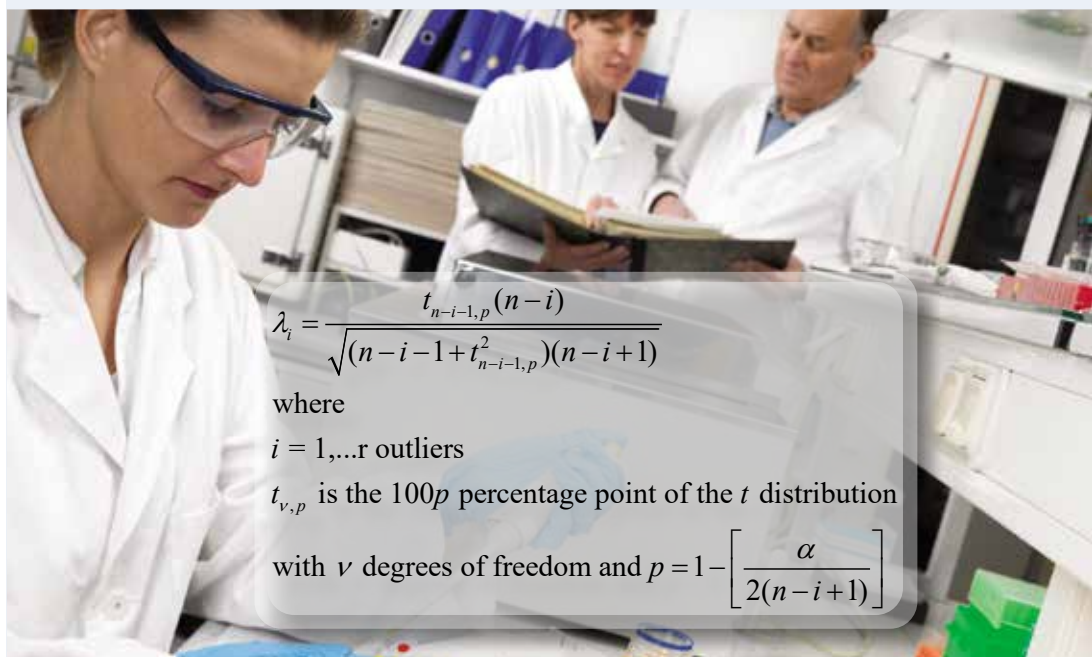 λᵢ = t_{n−i−1,p}(n−i) / √((n−i−1+t²_{n−i−1,p})(n−i+1))
where
i = 1,...r outliers
t_{ν,p} is the 100p percentage point of the t distribution
with ν degrees of freedom and p = 1−[α / 2(n−i+1)]